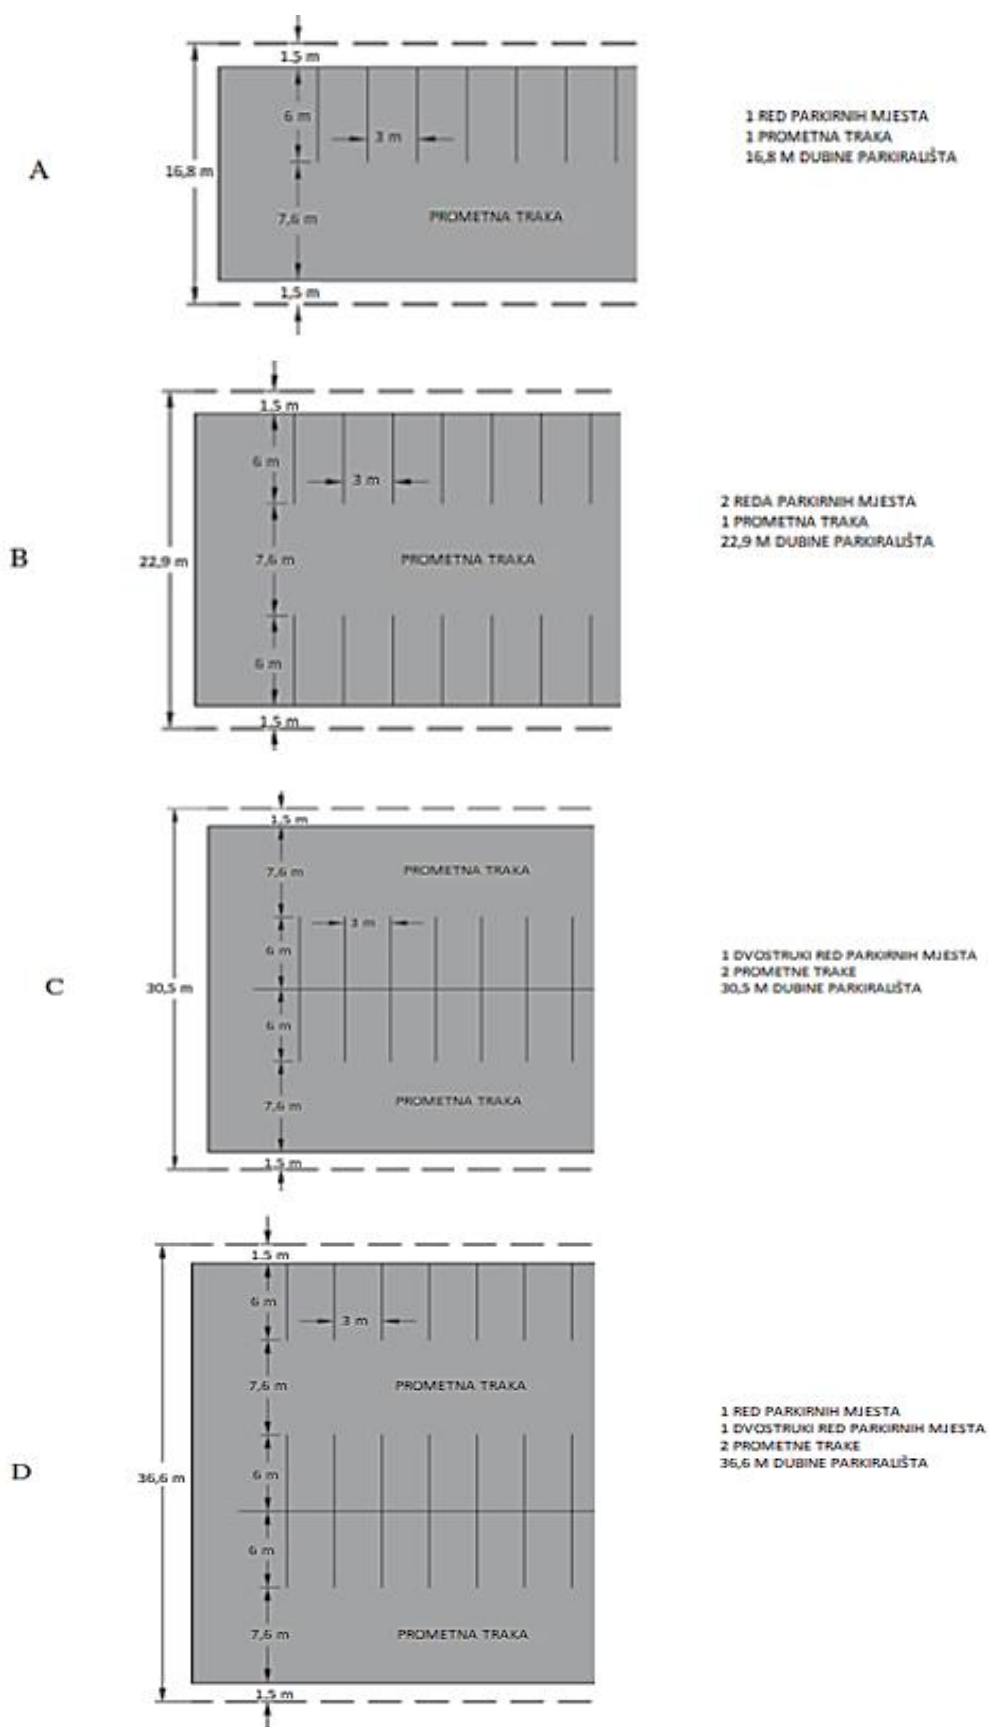 1.5 m
6 m
3 m
1 RED PARKIRNIH MJESTA
1 PROMETNA TRAKA
16,8 M DUBINE PARKIRALIŠTA
A
16,8 m
7,6 m
PROMETNA TRAKA
1,5 m
1.5 m
6 m
3 m
2 REDA PARKIRNIH MJESTA
1 PROMETNA TRAKA
22,9 M DUBINE PARKIRALIŠTA
B
22,9 m
7,6 m
PROMETNA TRAKA
6 m
1.5 m
1,5 m
7,6 m
PROMETNA TRAKA
3 m
6 m
1 DVOSTRUKI RED PARKIRNIH MJESTA
2 PROMETNE TRAKE
30,5 M DUBINE PARKIRALIŠTA
C
30,5 m
6 m
PROMETNA TRAKA
7,6 m
1.5 m
1.5 m
6 m
3 m
7,6 m
PROMETNA TRAKA
1 RED PARKIRNIH MJESTA
1 DVOSTRUKI RED PARKIRNIH MJESTA
2 PROMETNE TRAKE
36,6 M DUBINE PARKIRALIŠTA
D
36,6 m
6 m
6 m
7,6 m
PROMETNA TRAKA
1.5 m